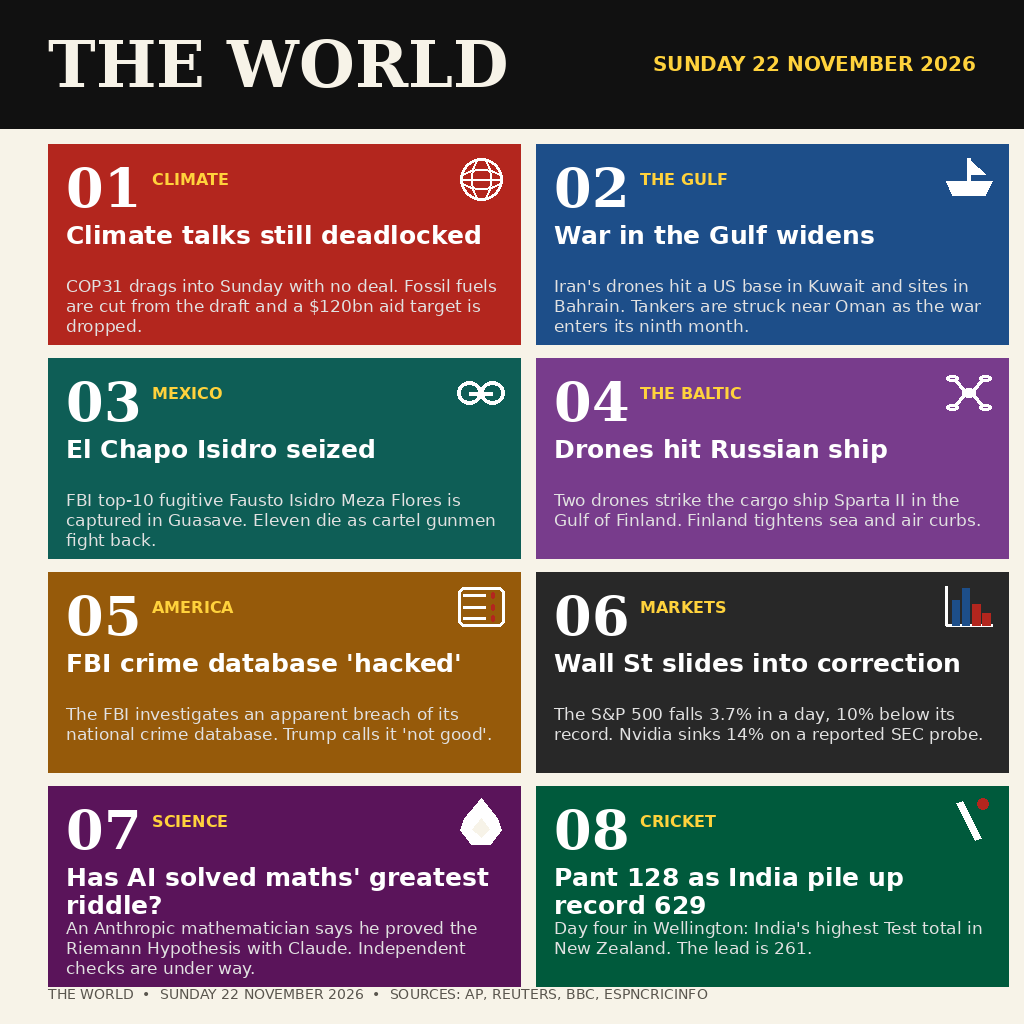 THE WORLD
SUNDAY 22 NOVEMBER 2026
01 CLIMATE
Climate talks still deadlocked
COP31 drags into Sunday with no deal. Fossil fuels
are cut from the draft and a $120bn aid target is
dropped.
02 THE GULF
War in the Gulf widens
Iran's drones hit a US base in Kuwait and sites in
Bahrain. Tankers are struck near Oman as the war
enters its ninth month.
03 MEXICO
El Chapo Isidro seized
FBI top-10 fugitive Fausto Isidro Meza Flores is
captured in Guasave. Eleven die as cartel gunmen
fight back.
04 THE BALTIC
Drones hit Russian ship
Two drones strike the cargo ship Sparta II in the
Gulf of Finland. Finland tightens sea and air curbs.
05 AMERICA
FBI crime database 'hacked'
The FBI investigates an apparent breach of its
national crime database. Trump calls it 'not good'.
06 MARKETS
Wall St slides into correction
The S&P 500 falls 3.7% in a day, 10% below its
record. Nvidia sinks 14% on a reported SEC probe.
07 SCIENCE
Has AI solved maths' greatest
riddle?
An Anthropic mathematician says he proved the
Riemann Hypothesis with Claude. Independent
checks are under way.
08 CRICKET
Pant 128 as India pile up
record 629
Day four in Wellington: India's highest Test total in
New Zealand. The lead is 261.
THE WORLD • SUNDAY 22 NOVEMBER 2026 • SOURCES: AP, REUTERS, BBC, ESPNCRICINFO